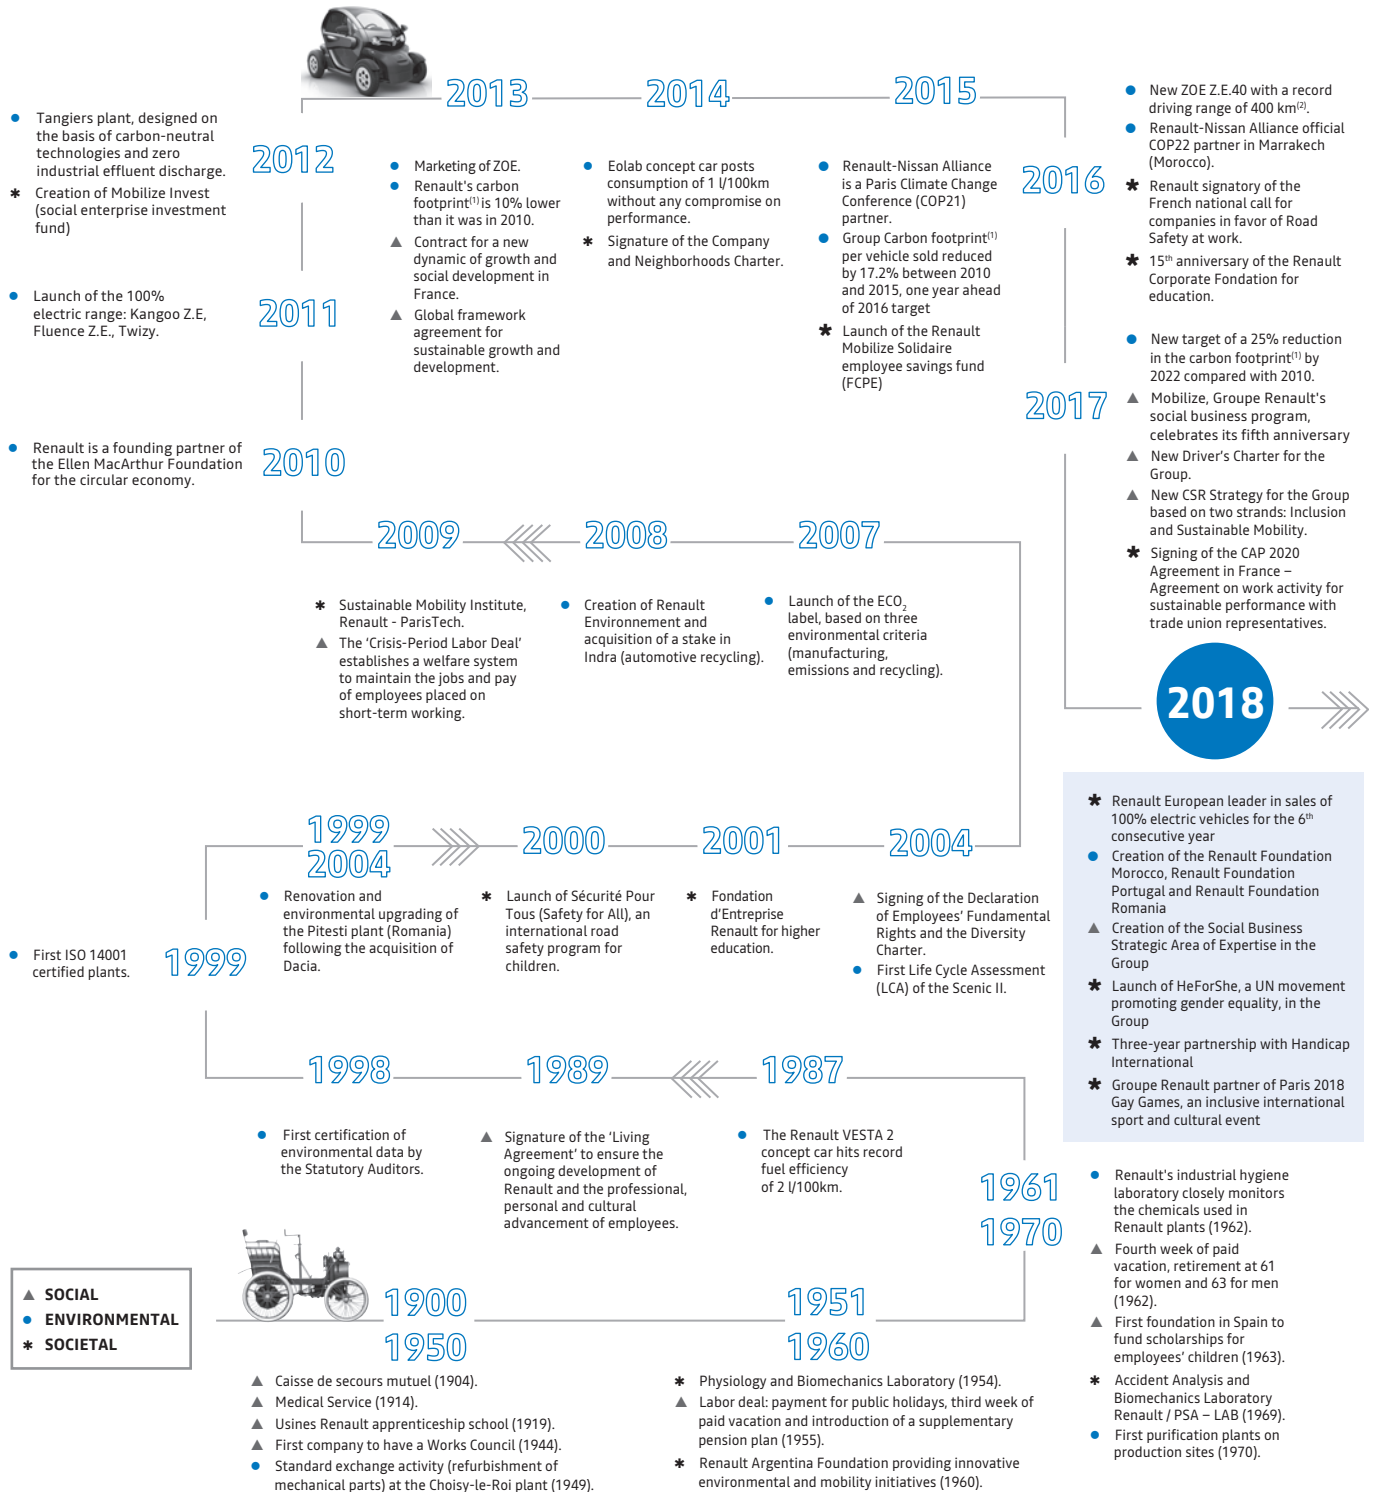 2013
2014
2015
● New ZOE Z.E.40 with a record
driving range of 400 km(2).
● Renault-Nissan Alliance official
COP22 partner in Marrakech
(Morocco).
✱ Renault signatory of the
French national call for
companies in favor of Road
Safety at work.
✱ 15th anniversary of the Renault
Corporate Fondation for
education.
2016
● Tangiers plant, designed on
the basis of carbon-neutral
technologies and zero
industrial effluent discharge.
✱ Creation of Mobilize Invest
(social enterprise investment
fund)
2012
● Marketing of ZOE.
● Renault's carbon
footprint(1) is 10% lower
than it was in 2010.
▲ Contract for a new
dynamic of growth and
social development in
France.
▲ Global framework
agreement for
sustainable growth and
development.
● Eolab concept car posts
consumption of 1 l/100km
without any compromise on
performance.
✱ Signature of the Company
and Neighborhoods Charter.
● Renault-Nissan Alliance
is a Paris Climate Change
Conference (COP21)
partner.
● Group Carbon footprint(1)
per vehicle sold reduced
by 17.2% between 2010
and 2015, one year ahead
of 2016 target
✱ Launch of the Renault
Mobilize Solidaire
employee savings fund
(FCPE)
● Launch of the 100%
electric range: Kangoo Z.E,
Fluence Z.E., Twizy.
2011
2017
● New target of a 25% reduction
in the carbon footprint(1) by
2022 compared with 2010.
▲ Mobilize, Groupe Renault's
social business program,
celebrates its fifth anniversary
▲ New Driver's Charter for the
Group.
▲ New CSR Strategy for the Group
based on two strands: Inclusion
and Sustainable Mobility.
✱ Signing of the CAP 2020
Agreement in France –
Agreement on work activity for
sustainable performance with
trade union representatives.
● Renault is a founding partner of
the Ellen MacArthur Foundation
for the circular economy.
2010
2009
2008
2007
✱ Sustainable Mobility Institute,
Renault - ParisTech.
▲ The ‘Crisis-Period Labor Deal’
establishes a welfare system
to maintain the jobs and pay
of employees placed on
short-term working.
● Creation of Renault
Environnement and
acquisition of a stake in
Indra (automotive recycling).
● Launch of the ECO2
label, based on three
environmental criteria
(manufacturing,
emissions and recycling).
2018
✱ Renault European leader in sales of
100% electric vehicles for the 6th
consecutive year
● Creation of the Renault Foundation
Morocco, Renault Foundation
Portugal and Renault Foundation
Romania
▲ Creation of the Social Business
Strategic Area of Expertise in the
Group
✱ Launch of HeForShe, a UN movement
promoting gender equality, in the
Group
✱ Three-year partnership with Handicap
International
✱ Groupe Renault partner of Paris 2018
Gay Games, an inclusive international
sport and cultural event
1999
2004
2000
2001
2004
● Renovation and
environmental upgrading of
the Pitesti plant (Romania)
following the acquisition of
Dacia.
✱ Launch of Sécurité Pour
Tous (Safety for All), an
international road
safety program for
children.
✱ Fondation
d'Entreprise
Renault for higher
education.
▲ Signing of the Declaration
of Employees' Fundamental
Rights and the Diversity
Charter.
● First Life Cycle Assessment
(LCA) of the Scenic II.
● First ISO 14001
certified plants.
1999
1998
1989
1987
● First certification of
environmental data by
the Statutory Auditors.
▲ Signature of the ‘Living
Agreement’ to ensure the
ongoing development of
Renault and the professional,
personal and cultural
advancement of employees.
● The Renault VESTA 2
concept car hits record
fuel efficiency
of 2 l/100km.
1961
1970
● Renault's industrial hygiene
laboratory closely monitors
the chemicals used in
Renault plants (1962).
▲ Fourth week of paid
vacation, retirement at 61
for women and 63 for men
(1962).
▲ First foundation in Spain to
fund scholarships for
employees' children (1963).
✱ Accident Analysis and
Biomechanics Laboratory
Renault / PSA – LAB (1969).
● First purification plants on
production sites (1970).
▲ SOCIAL
● ENVIRONMENTAL
✱ SOCIETAL
1900
1950
▲ Caisse de secours mutuel (1904).
▲ Medical Service (1914).
▲ Usines Renault apprenticeship school (1919).
▲ First company to have a Works Council (1944).
● Standard exchange activity (refurbishment of
mechanical parts) at the Choisy-le-Roi plant (1949).
1951
1960
✱ Physiology and Biomechanics Laboratory (1954).
▲ Labor deal: payment for public holidays, third week of
paid vacation and introduction of a supplementary
pension plan (1955).
✱ Renault Argentina Foundation providing innovative
environmental and mobility initiatives (1960).